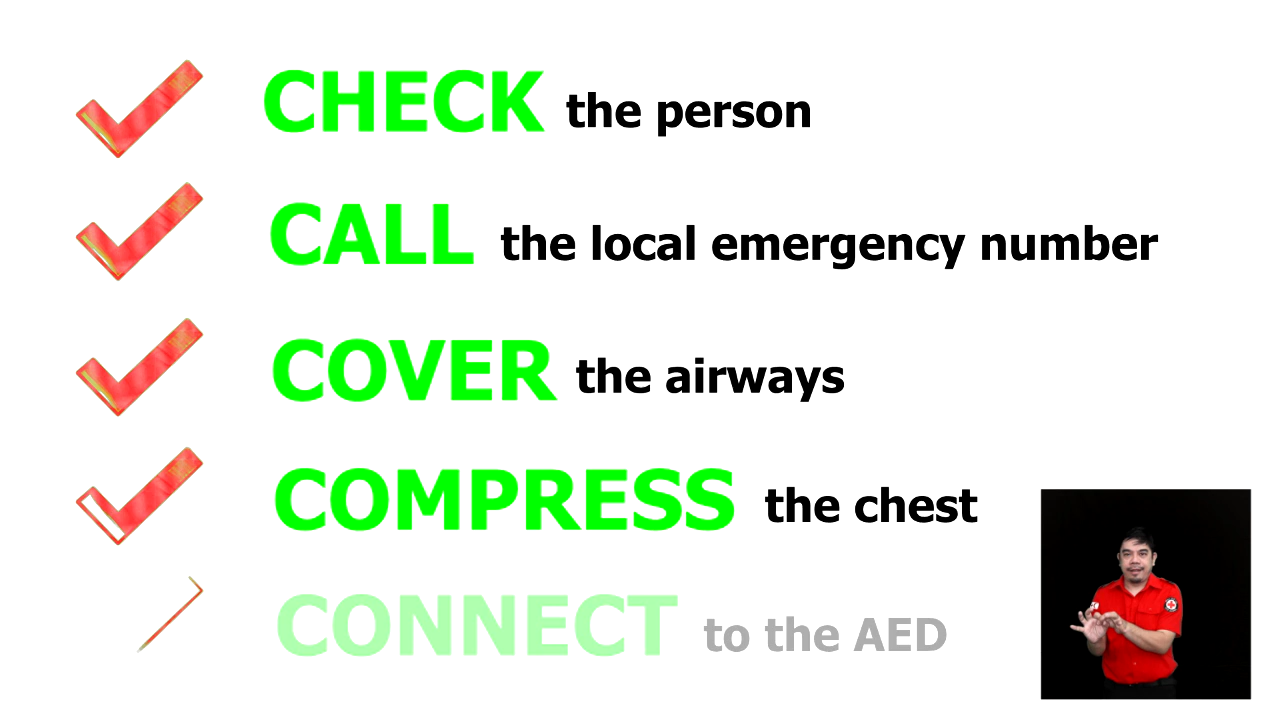 CHECK the person
CALL the local emergency number
COVER the airways
COMPRESS the chest
CONNECT to the AED